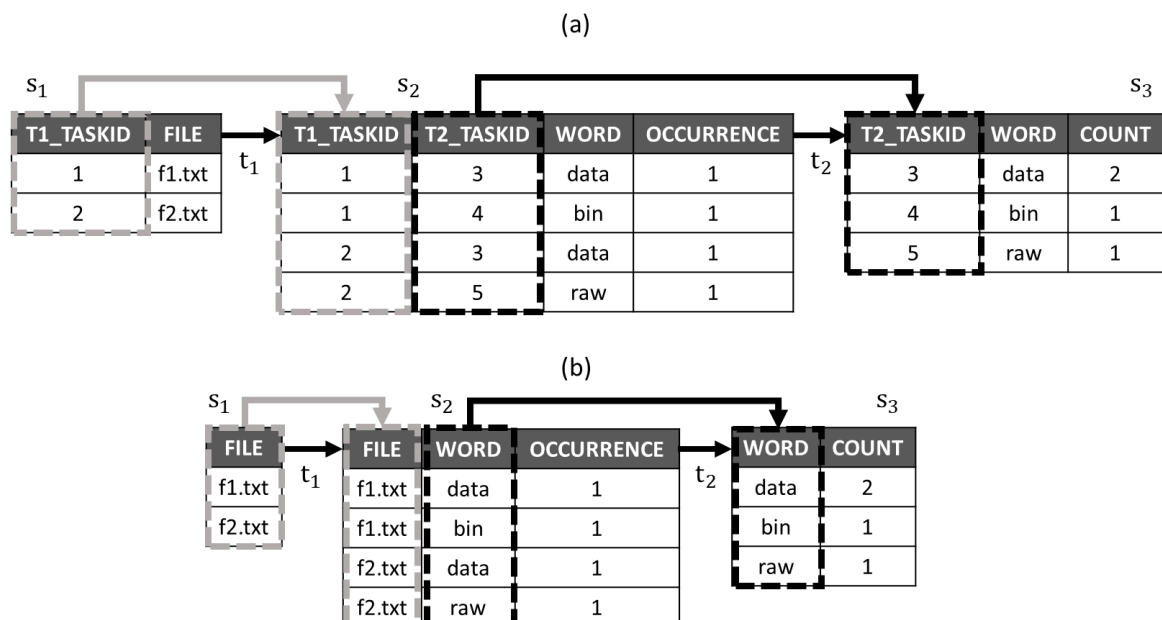 (a)
s₁ s₂ s₃
T1_TASKID FILE T1_TASKID T2_TASKID WORD OCCURRENCE T2_TASKID WORD COUNT
t₁ t₂
1 f1.txt 1 3 data 1 3 data 2
2 f2.txt 1 4 bin 1 4 bin 1
2 3 data 1 5 raw 1
2 5 raw 1
(b)
s₁ s₂ s₃
FILE FILE WORD OCCURRENCE WORD COUNT
t₁ t₂
f1.txt f1.txt data 1 data 2
f2.txt f1.txt bin 1 bin 1
f2.txt data 1 raw 1
f2.txt raw 1